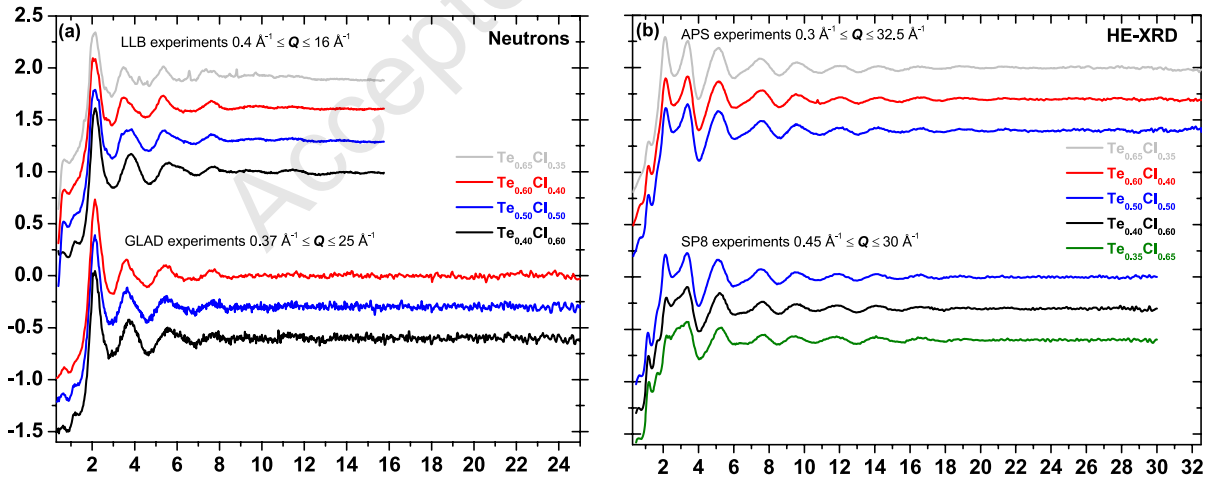 (a)
LLB experiments 0.4 Å⁻¹ ≤ Q ≤ 16 Å⁻¹
Neutrons
2.5
2.0
1.5
1.0
0.5
0.0
-0.5
-1.0
-1.5
Te₀.₆₅Cl₀.₃₅
Te₀.₆₀Cl₀.₄₀
Te₀.₅₀Cl₀.₅₀
Te₀.₄₀Cl₀.₆₀
GLAD experiments 0.37 Å⁻¹ ≤ Q ≤ 25 Å⁻¹
2 4 6 8 10 12 14 16 18 20 22 24
Accepte
(b)
APS experiments 0.3 Å⁻¹ ≤ Q ≤ 32.5 Å⁻¹
HE-XRD
Te₀.₆₅Cl₀.₃₅
Te₀.₆₀Cl₀.₄₀
Te₀.₅₀Cl₀.₅₀
Te₀.₄₀Cl₀.₆₀
Te₀.₃₅Cl₀.₆₅
SP8 experiments 0.45 Å⁻¹ ≤ Q ≤ 30 Å⁻¹
2 4 6 8 10 12 14 16 18 20 22 24 26 28 30 32